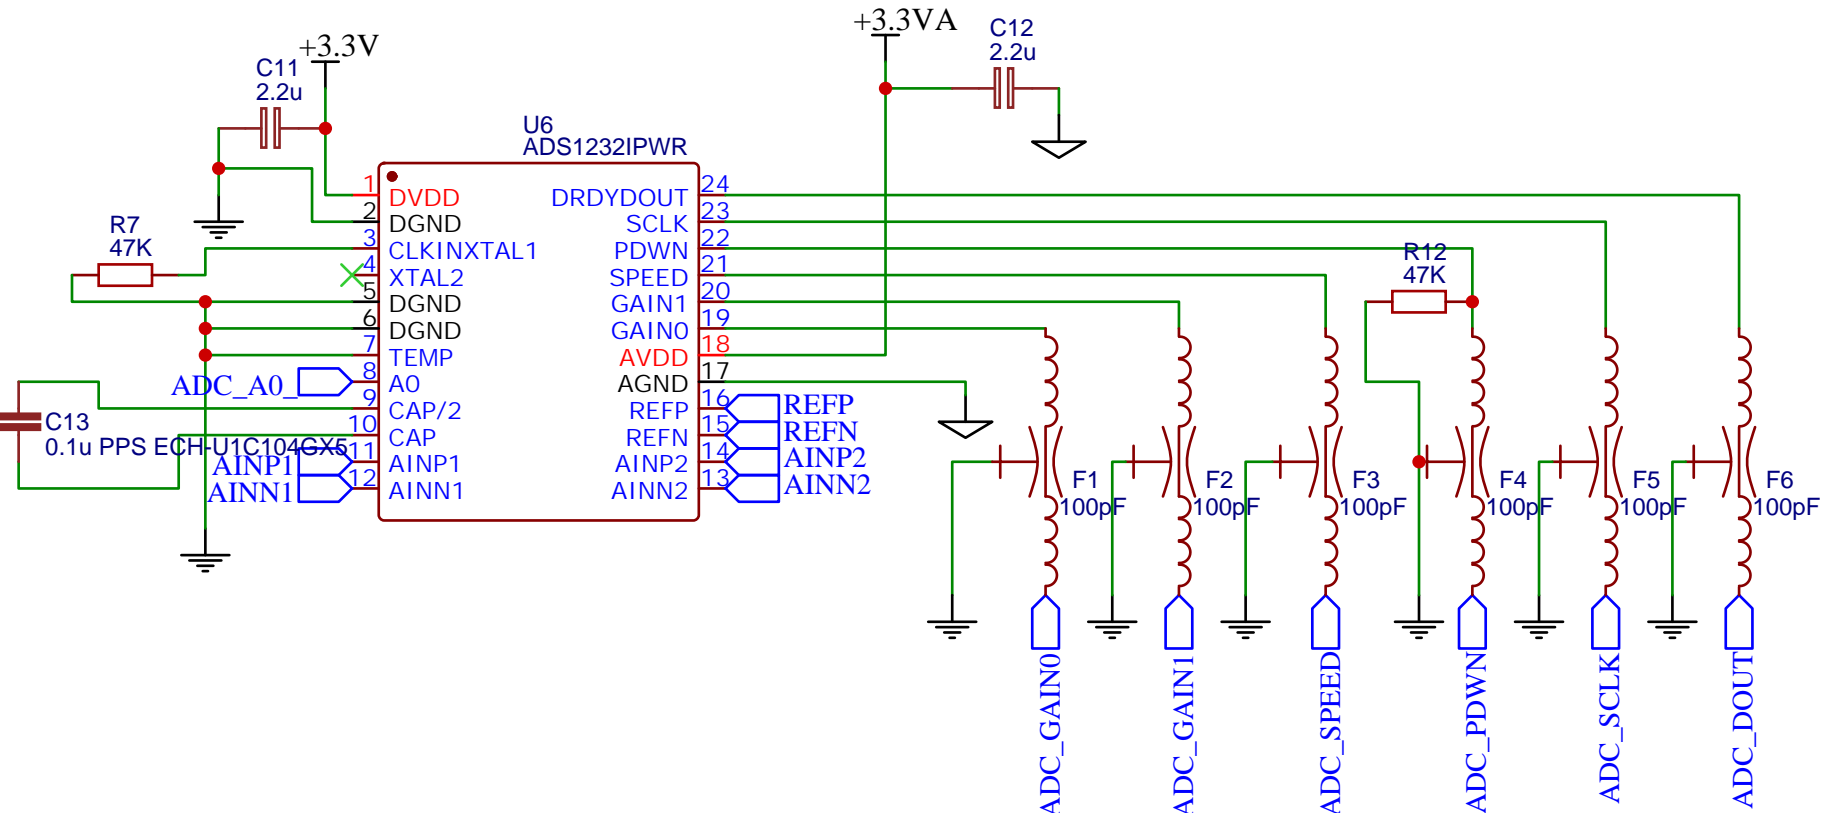 +3.3VA
C12
2.2u
+3.3V
C11
2.2u
U6
ADS1232IPWR
1 DVDD
2 DGND
3 CLKINXTAL1
4 XTAL2
5 DGND
6 DGND
7 TEMP
8 A0
9 CAP/2
10 CAP
11 AINP1
12 AINN1
DRDYDOUT 24
SCLK 23
PDWN 22
SPEED 21
GAIN1 20
GAIN0 19
AVDD 18
AGND 17
REFP 16
REFN 15
AINP2 14
AINN2 13
R7
47K
ADC_A0_
C13
0.1u PPS ECH-U1C104GX5
AINP1
AINN1
REFP
REFN
AINP2
AINN2
R12
47K
F1
100pF
F2
100pF
F3
100pF
F4
100pF
F5
100pF
F6
100pF
ADC_GAIN0
ADC_GAIN1
ADC_SPEED
ADC_PDWN
ADC_SCLK
ADC_DOUT